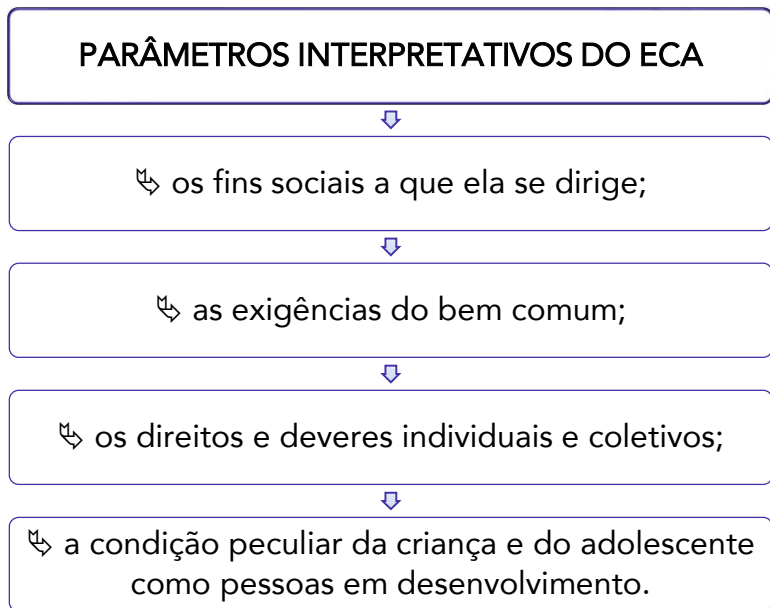 PARÂMETROS INTERPRETATIVOS DO ECA
os fins sociais a que ela se dirige;
as exigências do bem comum;
os direitos e deveres individuais e coletivos;
a condição peculiar da criança e do adolescente
como pessoas em desenvolvimento.